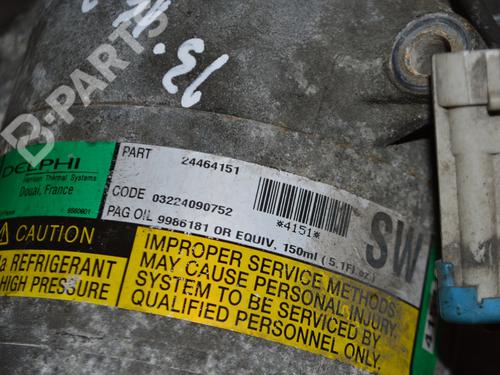 B-PARTS
13.
DELPHI
Harrison Thermal Systems
Douai, France
6560601
PART 24464151
CODE 03224090752
PAG OIL 9986181 OR EQUIV. 150ml (5.1Fl.oz.)
*4151*
SW
CAUTION
a REFRIGERANT
HIGH PRESSURE
IMPROPER SERVICE METHODS
MAY CAUSE PERSONAL INJURY
SYSTEM TO BE SERVICED BY
QUALIFIED PERSONNEL ONLY.